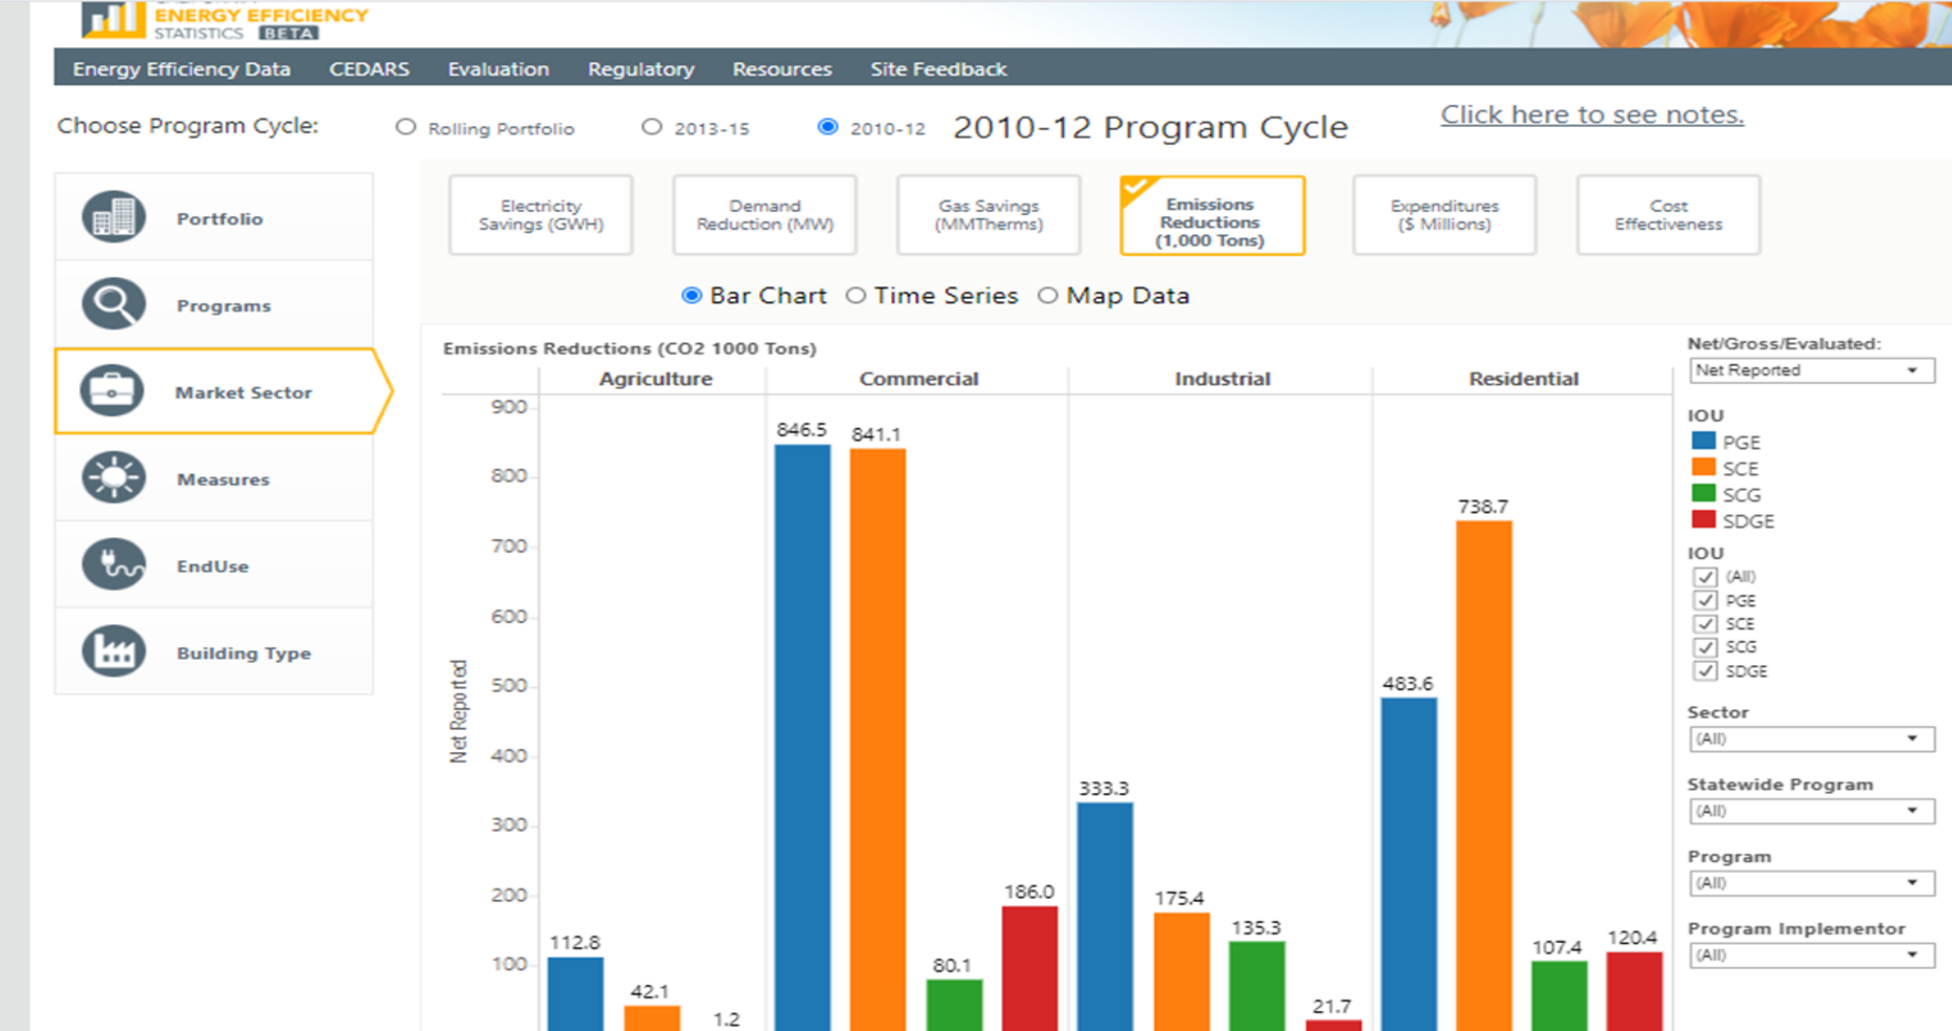 ENERGY EFFICIENCY
STATISTICS BETA
Energy Efficiency Data CEDARS Evaluation Regulatory Resources Site Feedback
Choose Program Cycle: Rolling Portfolio 2013-15 2010-12 2010-12 Program Cycle Click here to see notes.
Portfolio
Programs
Market Sector
Measures
EndUse
Building Type
Electricity
Savings (GWH)
Demand
Reduction (MW)
Gas Savings
(MMTherms)
Emissions
Reductions
(1,000 Tons)
Expenditures
($ Millions)
Cost
Effectiveness
Bar Chart Time Series Map Data
Emissions Reductions (CO2 1000 Tons)
Agriculture Commercial Industrial Residential
Net Reported
900
800
700
600
500
400
300
200
100
112.8
42.1
1.2
846.5
841.1
80.1
186.0
333.3
175.4
135.3
21.7
483.6
738.7
107.4
120.4
Net/Gross/Evaluated:
Net Reported
IOU
PGE
SCE
SCG
SDGE
IOU
(All)
PGE
SCE
SCG
SDGE
Sector
(All)
Statewide Program
(All)
Program
(All)
Program Implementor
(All)